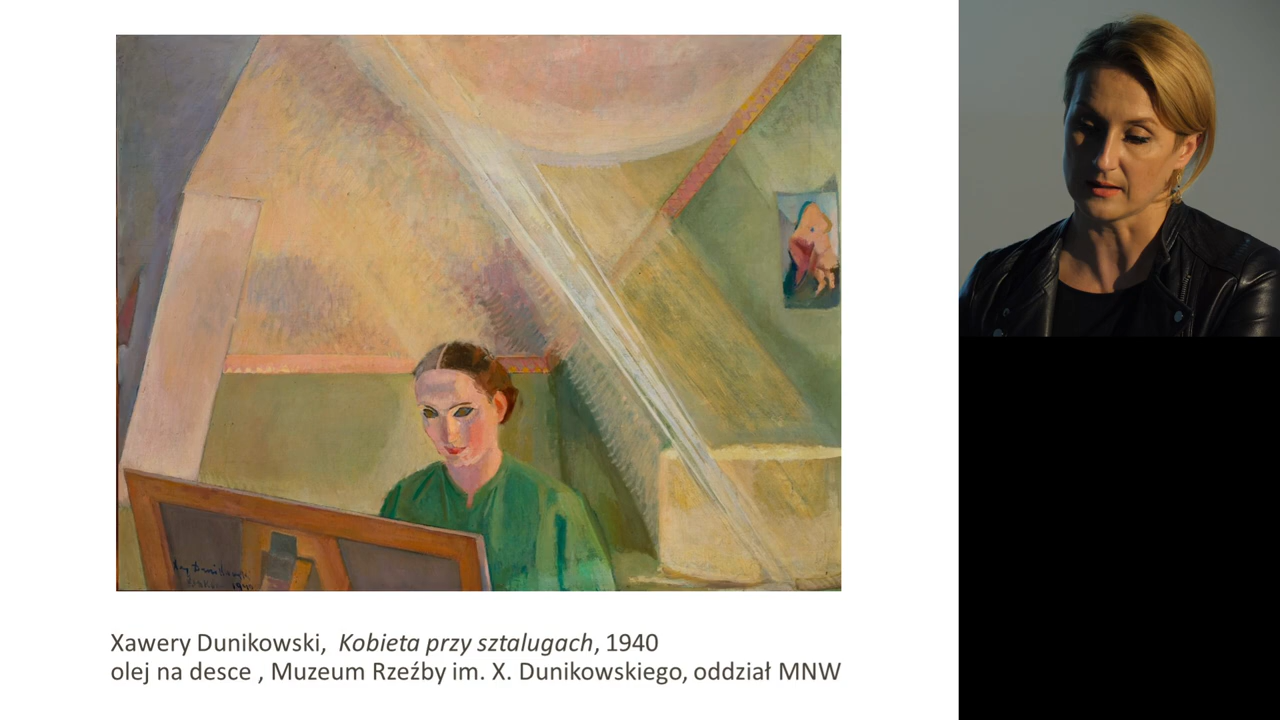 Xawery Dunikowski, Kobieta przy sztalugach, 1940
olej na desce , Muzeum Rzeźby im. X. Dunikowskiego, oddział MNW